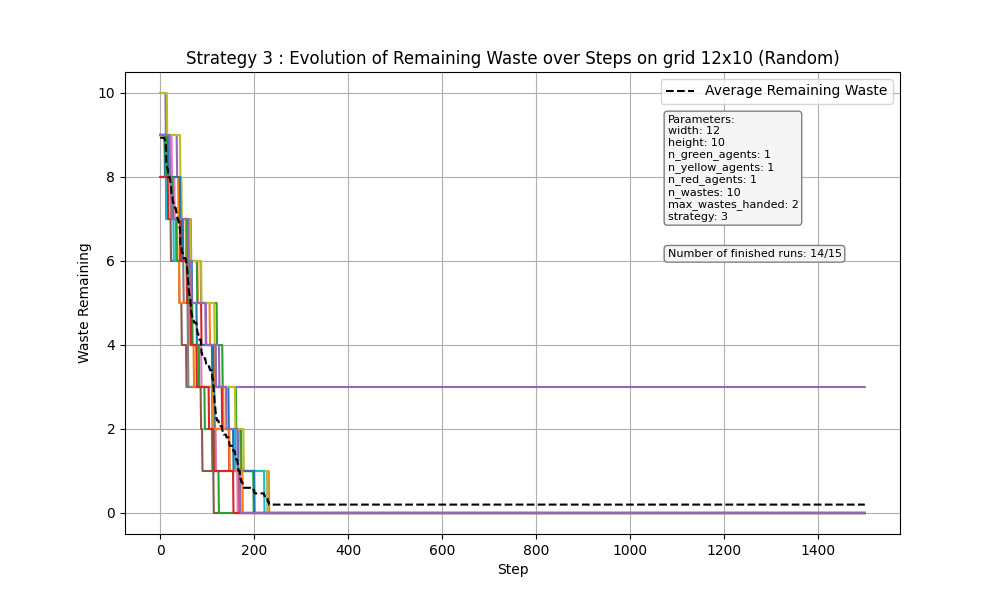 Strategy 3 : Evolution of Remaining Waste over Steps on grid 12x10 (Random)
Average Remaining Waste
Parameters:
width: 12
height: 10
n_green_agents: 1
n_yellow_agents: 1
n_red_agents: 1
n_wastes: 10
max_wastes_handed: 2
strategy: 3
Number of finished runs: 14/15
Waste Remaining
10
8
6
4
2
0
0 200 400 600 800 1000 1200 1400
Step